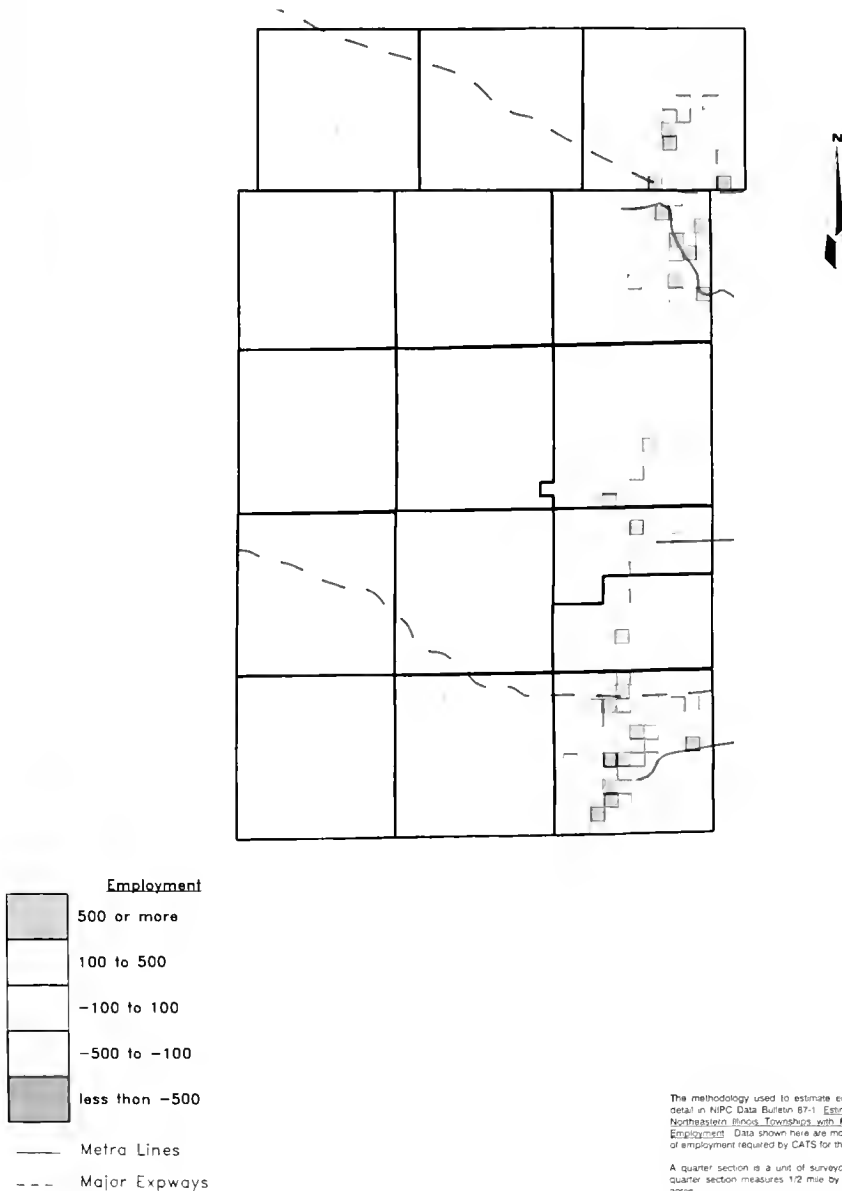 N
Employment
500 or more
100 to 500
-100 to 100
-500 to -100
less than -500
Metra Lines
Major Expways
The methodology used to estimate
detail in NIPC Data Bulletin 87-1
Northeastern Illinois Townships with
Employment Data shown here are
of employment required by CATS for
A quarter section is a unit of
quarter section measures 1/2 mile by